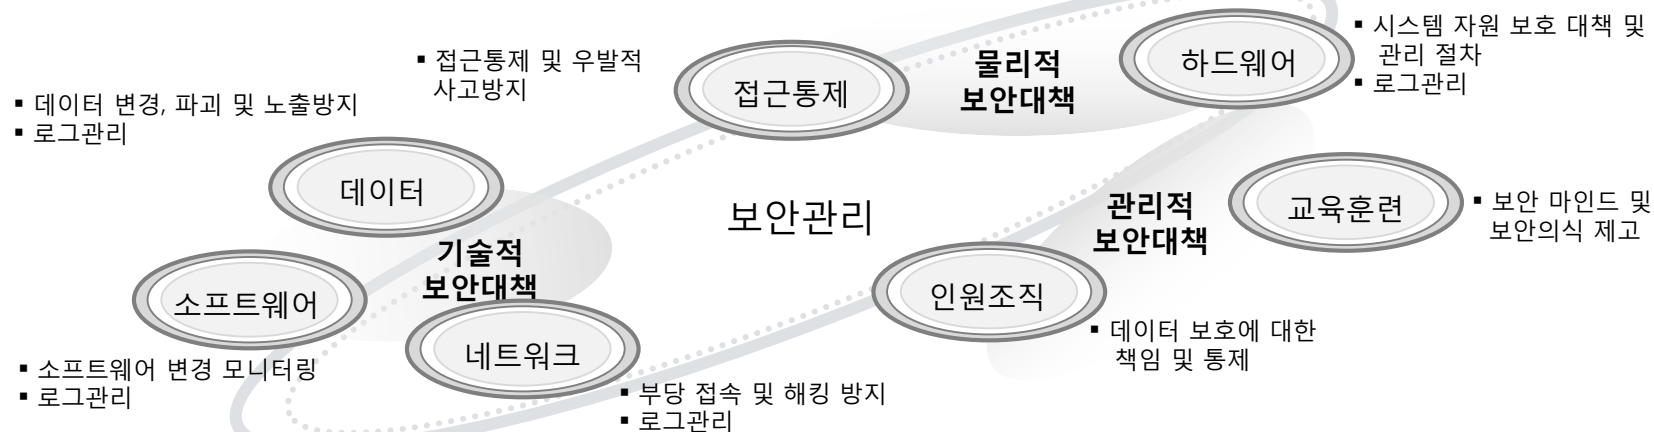 ▪ 시스템 자원 보호 대책 및
관리 절차
▪ 로그관리
하드웨어
물리적
보안대책
접근통제
▪ 접근통제 및 우발적
사고방지
▪ 데이터 변경, 파괴 및 노출방지
▪ 로그관리
데이터
기술적
보안대책
소프트웨어
▪ 소프트웨어 변경 모니터링
▪ 로그관리
네트워크
▪ 부당 접속 및 해킹 방지
▪ 로그관리
보안관리
관리적
보안대책
교육훈련
▪ 보안 마인드 및
보안의식 제고
인원조직
▪ 데이터 보호에 대한
책임 및 통제